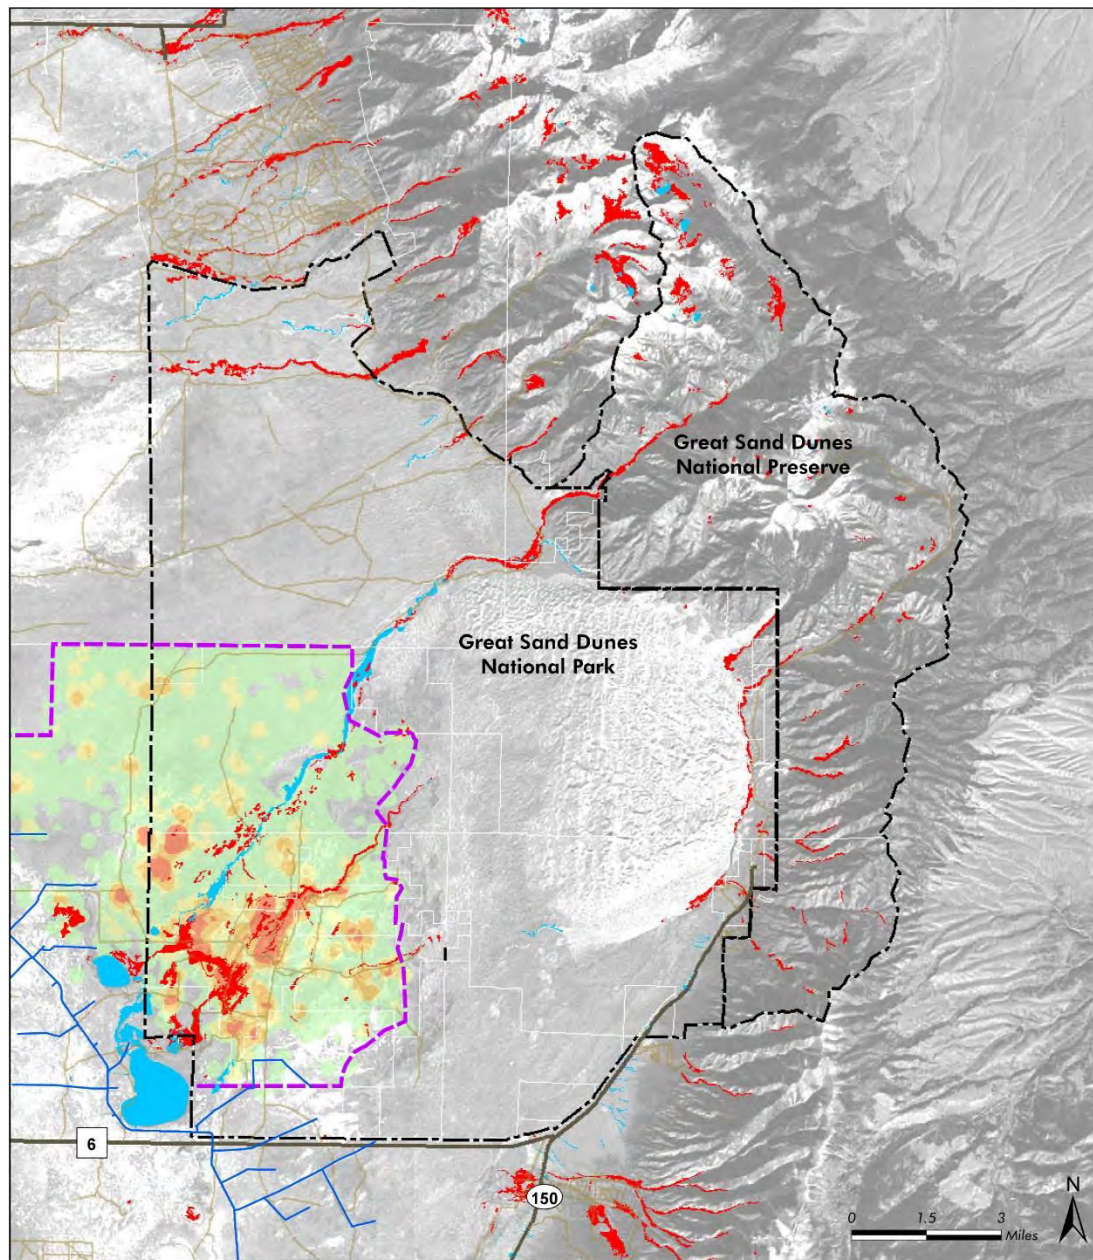 Great Sand Dunes
National Preserve
Great Sand Dunes
National Park
6
150
N
0 1.5 3
Miles